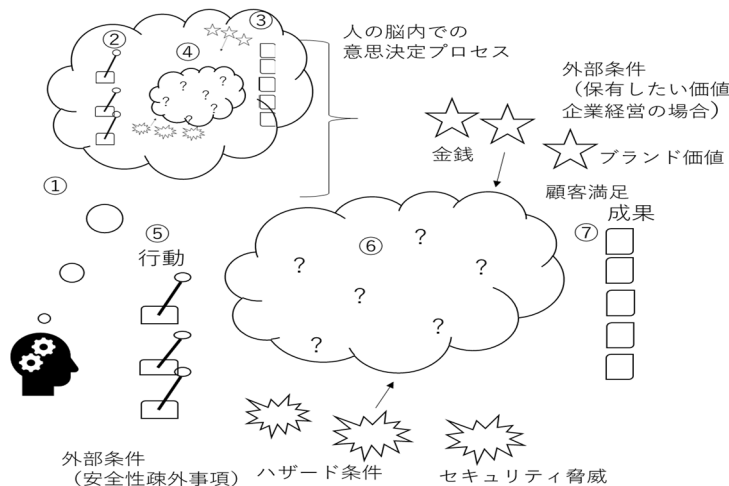 ③
②
④
人の脳内での
意思決定プロセス
?
?
?
?
?
外部条件
（保有したい価値
企業経営の場合）
金銭
ブランド価値
①
顧客満足
成果
⑤
行動
⑥
⑦
?
?
?
?
?
?
外部条件
（安全性疎外事項）
ハザード条件
セキュリティ脅威